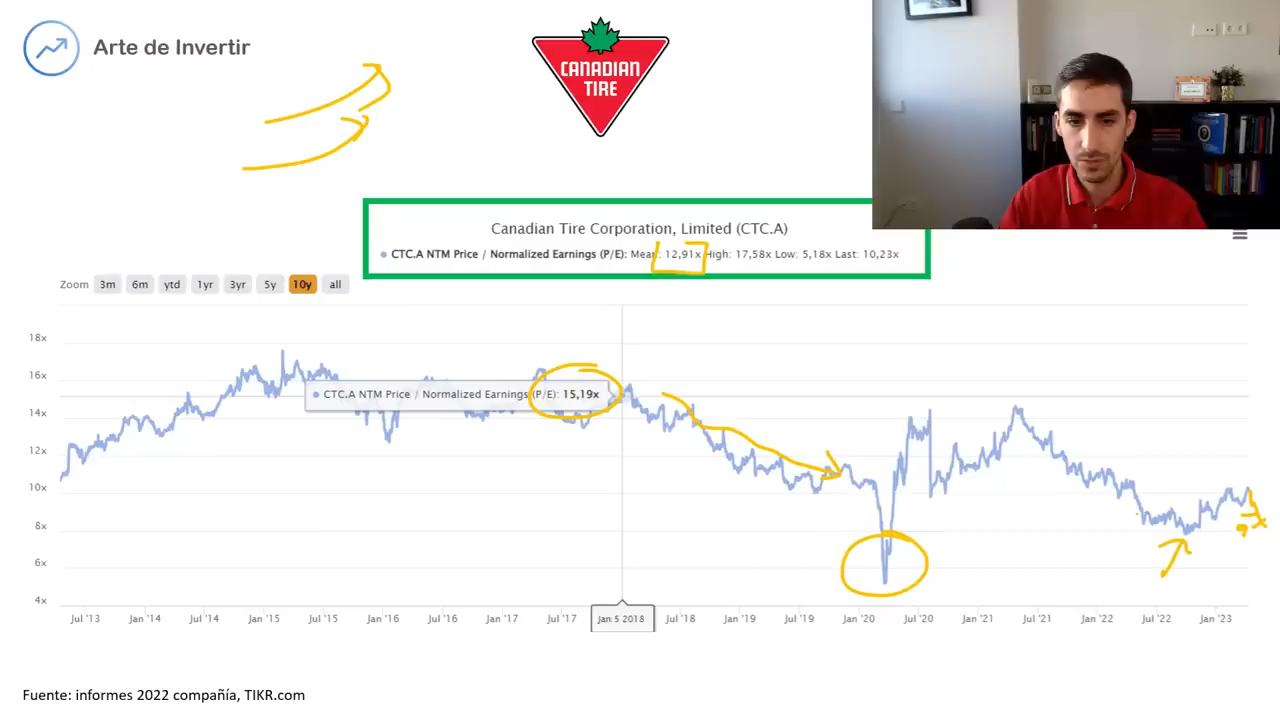 Arte de Invertir
CANADIAN
TIRE
Canadian Tire Corporation, Limited (CTC.A)
CTC.A NTM Price / Normalized Earnings (P/E): Mean: 12,91x High: 17,58x Low: 5,18x Last: 10,23x
Zoom 3m 6m ytd 1yr 3yr 5y 10y all
18x
16x
CTC.A NTM Price / Normalized Earnings (P/E): 15,19x
14x
12x
10x
8x
6x
4x
Jul '13 Jan '14 Jul '14 Jan '15 Jul '15 Jan '16 Jul '16 Jan '17 Jul '17 Jan 5 2018 Jul '18 Jan '19 Jul '19 Jan '20 Jul '20 Jan '21 Jul '21 Jan '22 Jul '22 Jan '23
Fuente: informes 2022 compañía, TIKR.com